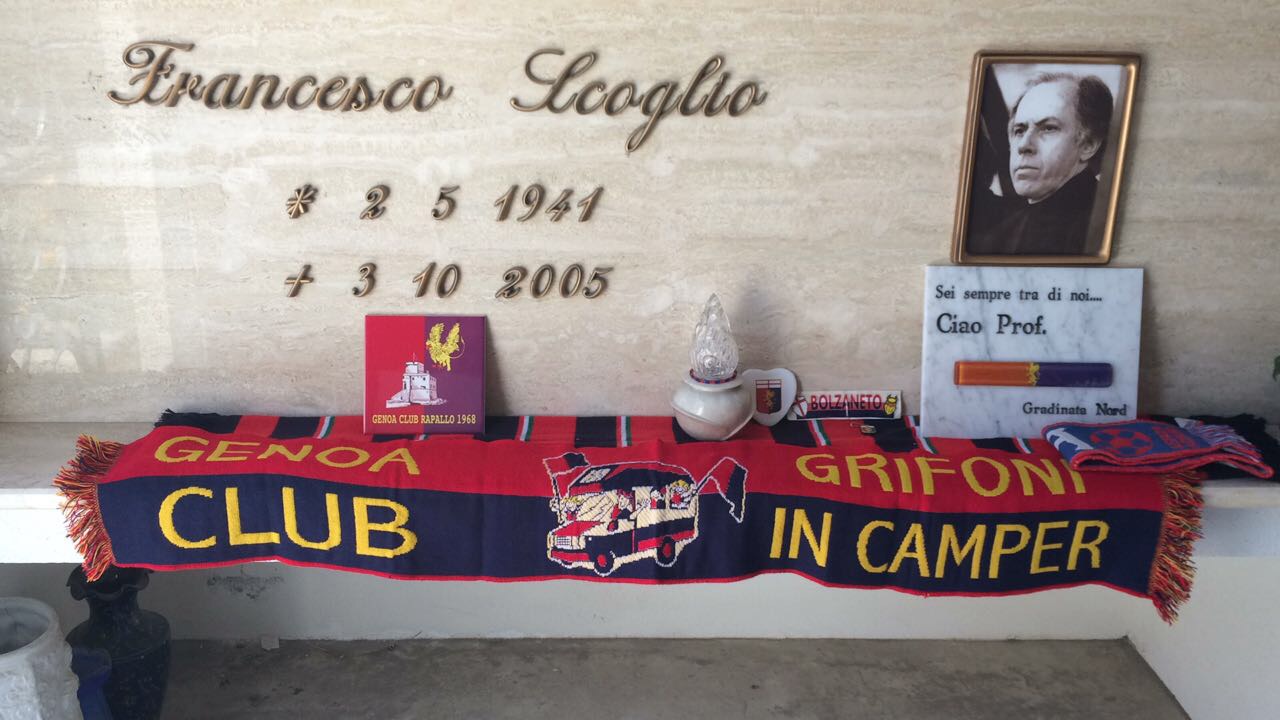 Francesco Scoglio
* 2 5 1941
+ 3 10 2005
Sei sempre tra di noi....
Ciao Prof.
Gradinata Nord
GENOA CLUB RAPALLO 1968
BOLZANETO
GENOA GRIFONI
CLUB IN CAMPER